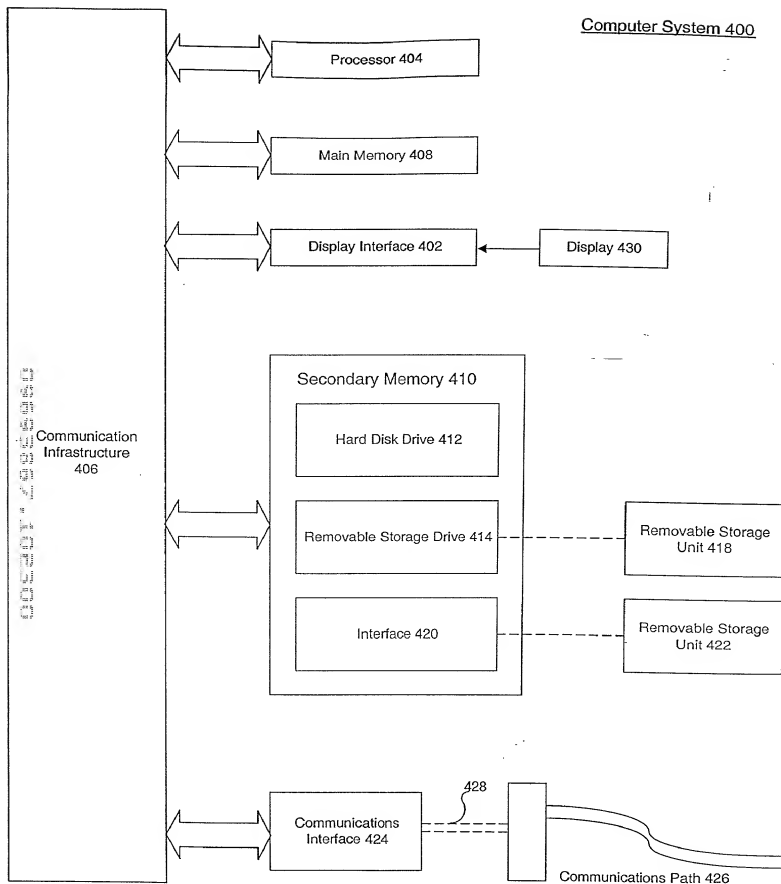 Computer System 400
Processor 404
Main Memory 408
Display Interface 402
Display 430
Communication
Infrastructure
406
Secondary Memory 410
Hard Disk Drive 412
Removable Storage Drive 414
Removable Storage
Unit 418
Interface 420
Removable Storage
Unit 422
428
Communications
Interface 424
Communications Path 426